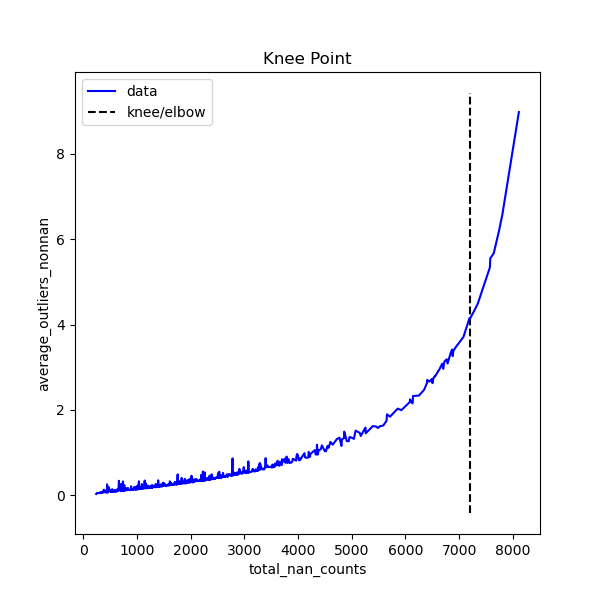 Knee Point
data
knee/elbow
8
6
4
2
0
average_outliers_nonnan
0 1000 2000 3000 4000 5000 6000 7000 8000
total_nan_counts